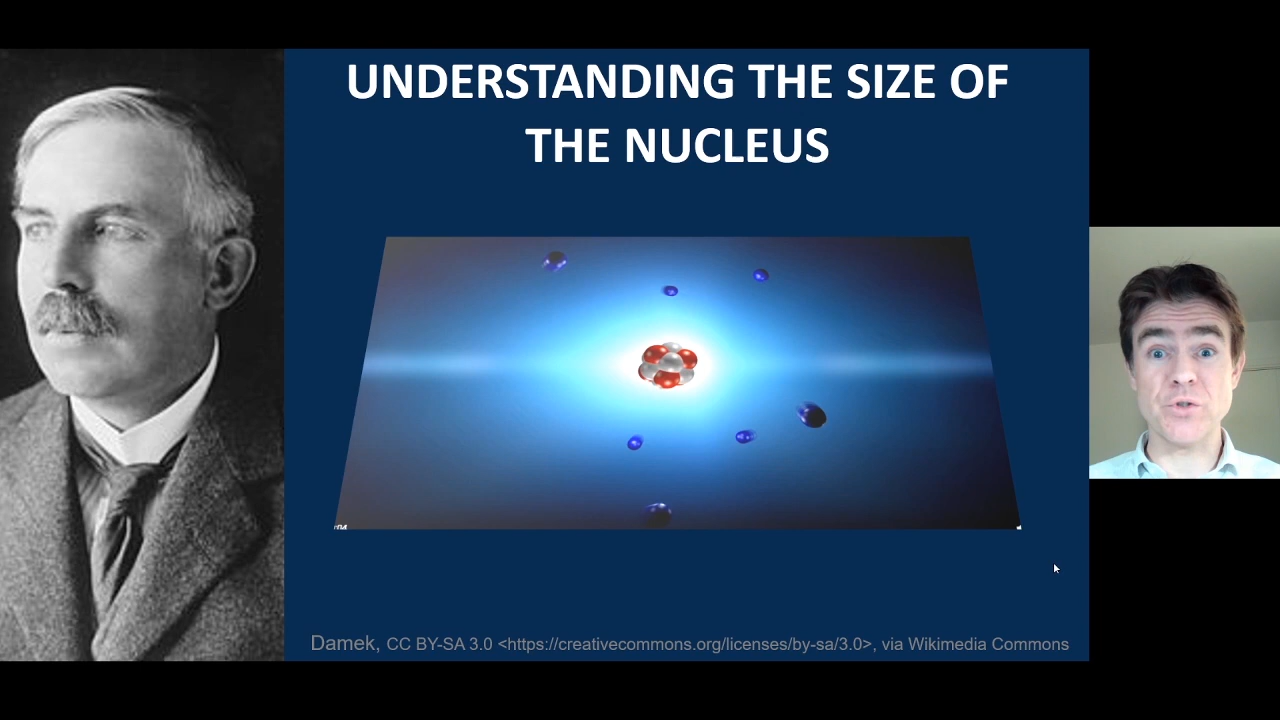 UNDERSTANDING THE SIZE OF
THE NUCLEUS
Damek, CC BY-SA 3.0 <https://creativecommons.org/licenses/by-sa/3.0>, via Wikimedia Commons